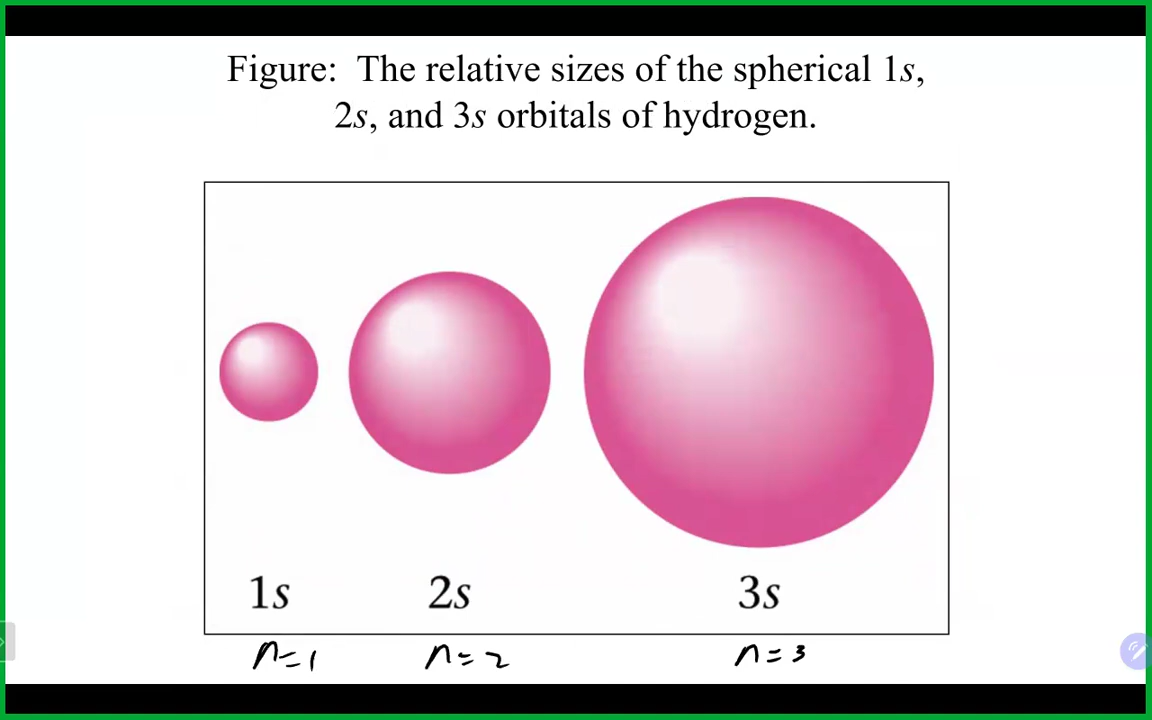 Figure:  The relative sizes of the spherical 1s,
2s, and 3s orbitals of hydrogen.
1s 2s 3s
n=1 n=2 n=3